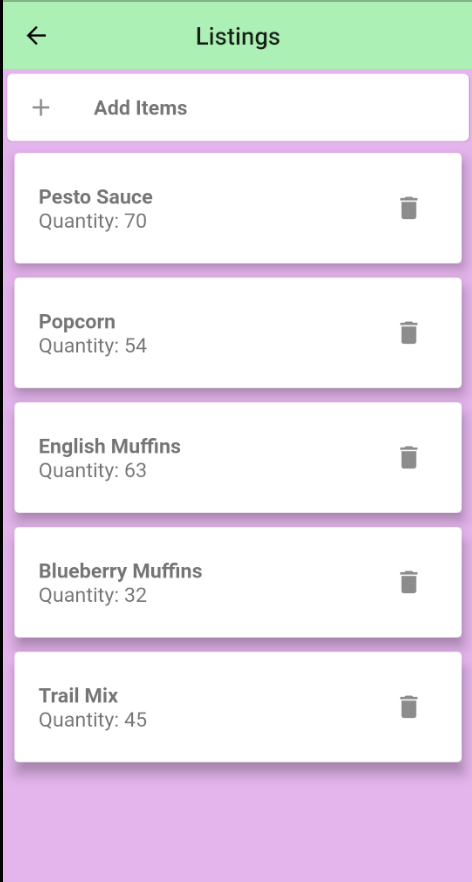 Listings
Add Items
Pesto Sauce
Quantity: 70
Popcorn
Quantity: 54
English Muffins
Quantity: 63
Blueberry Muffins
Quantity: 32
Trail Mix
Quantity: 45